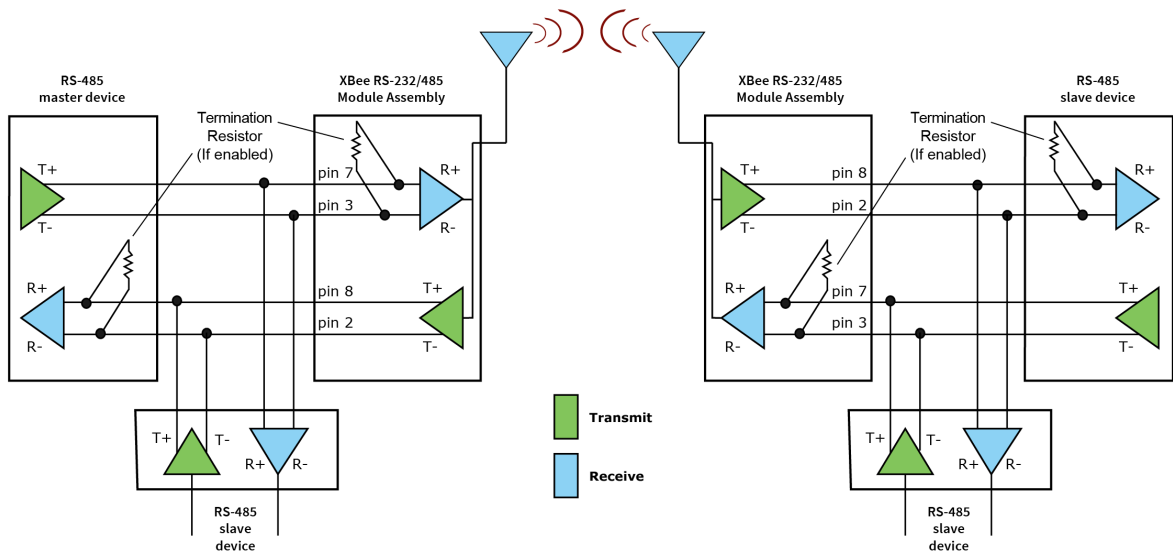 RS-485
master device
XBee RS-232/485
Module Assembly
Termination
Resistor
(If enabled)
T+
T-
R+
R-
pin 7
pin 3
R+
R-
pin 8
pin 2
T+
T-
T+
T-
R+
R-
RS-485
slave
device
Transmit
Receive
XBee RS-232/485
Module Assembly
RS-485
slave device
Termination
Resistor
(If enabled)
T+
T-
R+
R-
pin 8
pin 2
R+
R-
pin 7
pin 3
T+
T-
T+
T-
R+
R-
RS-485
slave
device